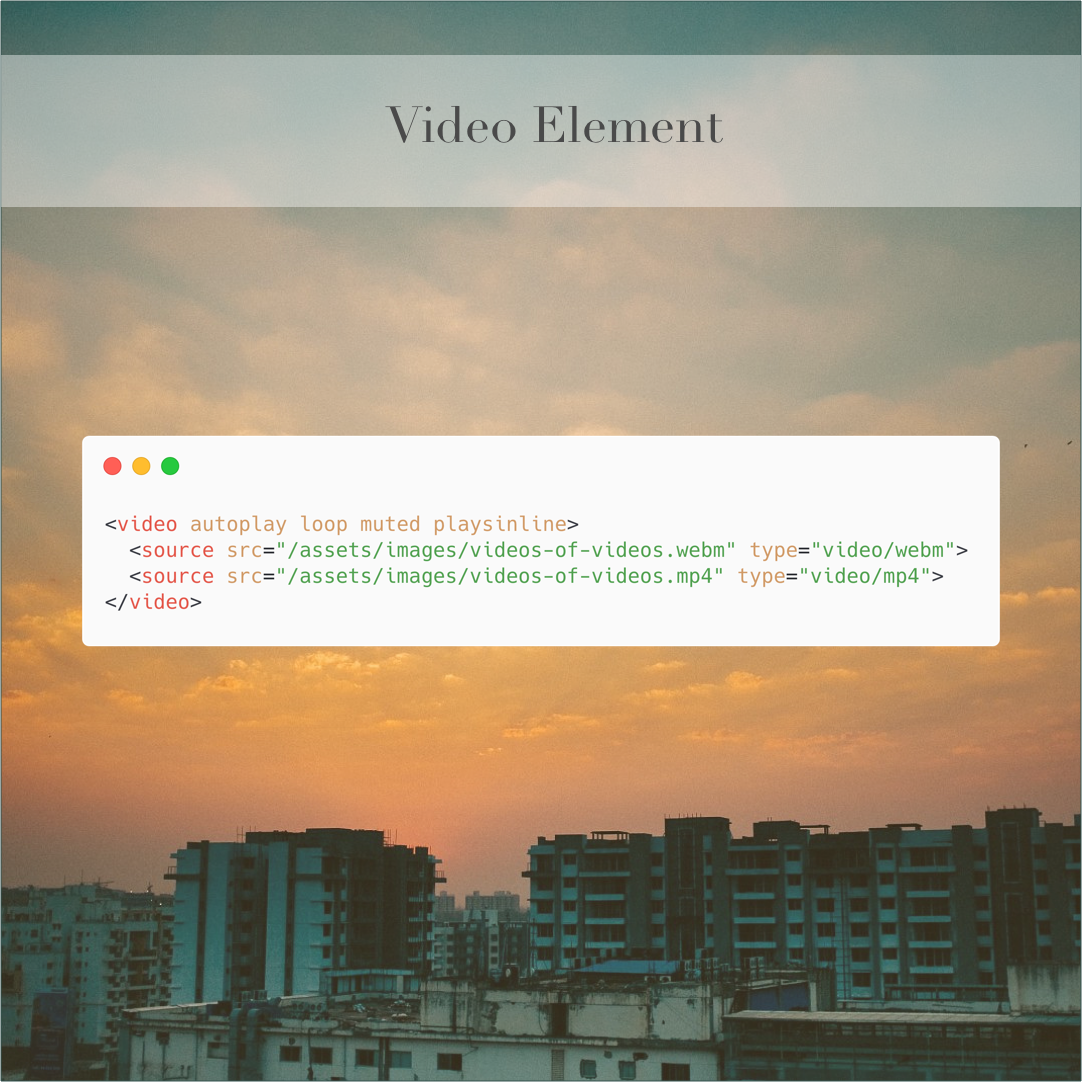 Video Element
<video autoplay loop muted playsinline>
  <source src="/assets/images/videos-of-videos.webm" type="video/webm">
  <source src="/assets/images/videos-of-videos.mp4" type="video/mp4">
</video>